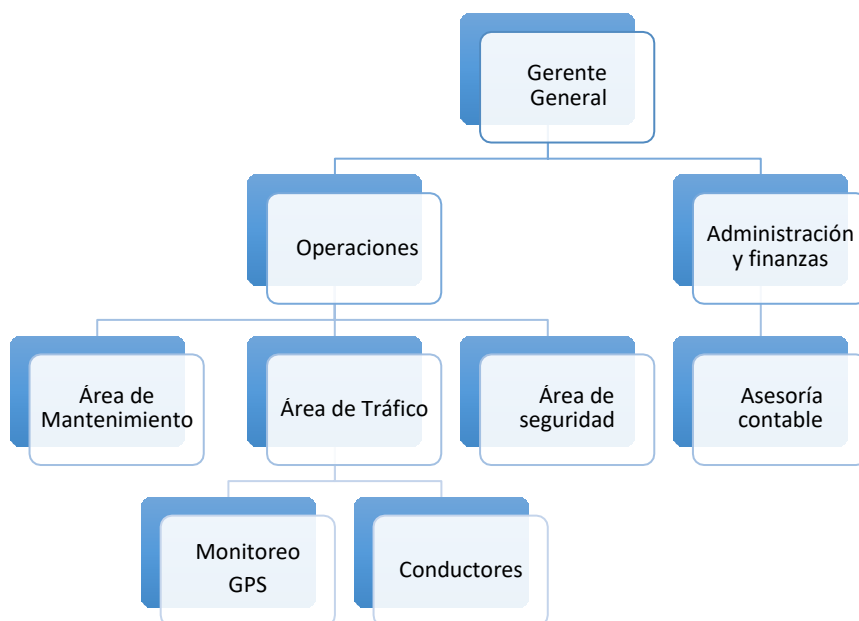 Gerente
General
Operaciones
Administración
y finanzas
Área de
Mantenimiento
Área de Tráfico
Área de
seguridad
Asesoría
contable
Monitoreo
GPS
Conductores